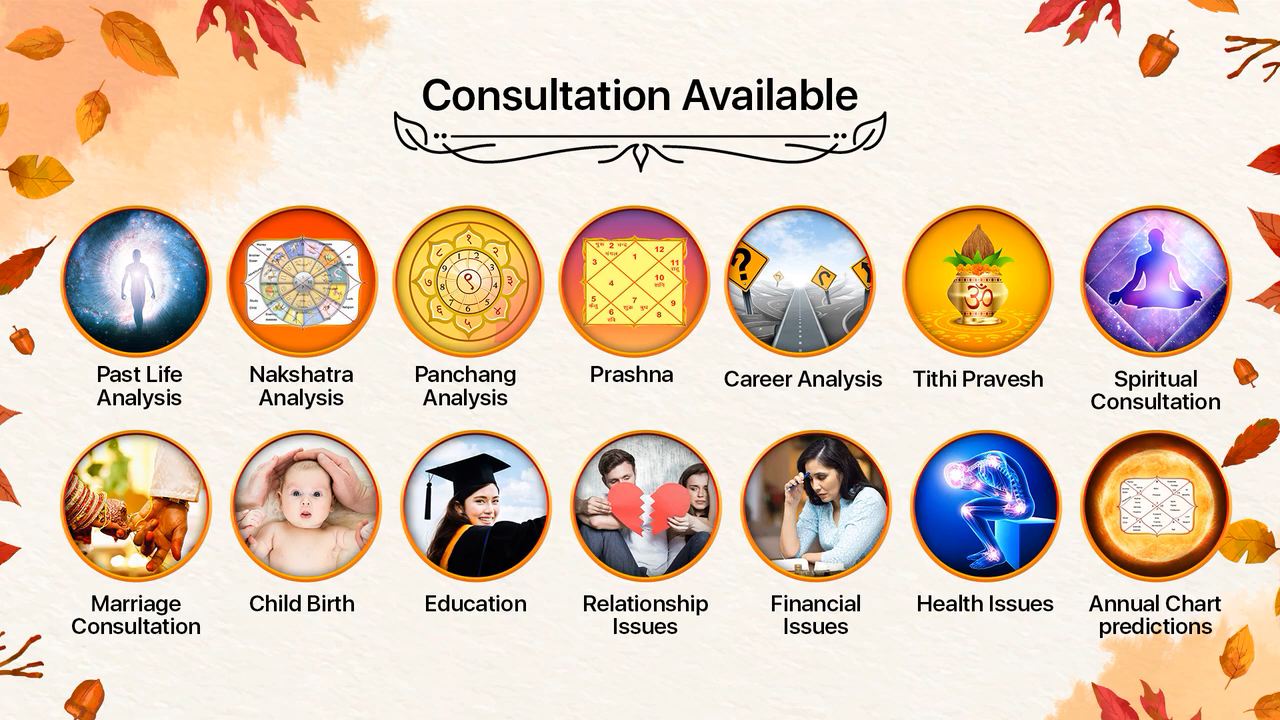 Consultation Available
Past Life
Analysis
Nakshatra
Analysis
Panchang
Analysis
Prashna
Career Analysis
Tithi Pravesh
Spiritual
Consultation
Marriage
Consultation
Child Birth
Education
Relationship
Issues
Financial
Issues
Health Issues
Annual Chart
predictions